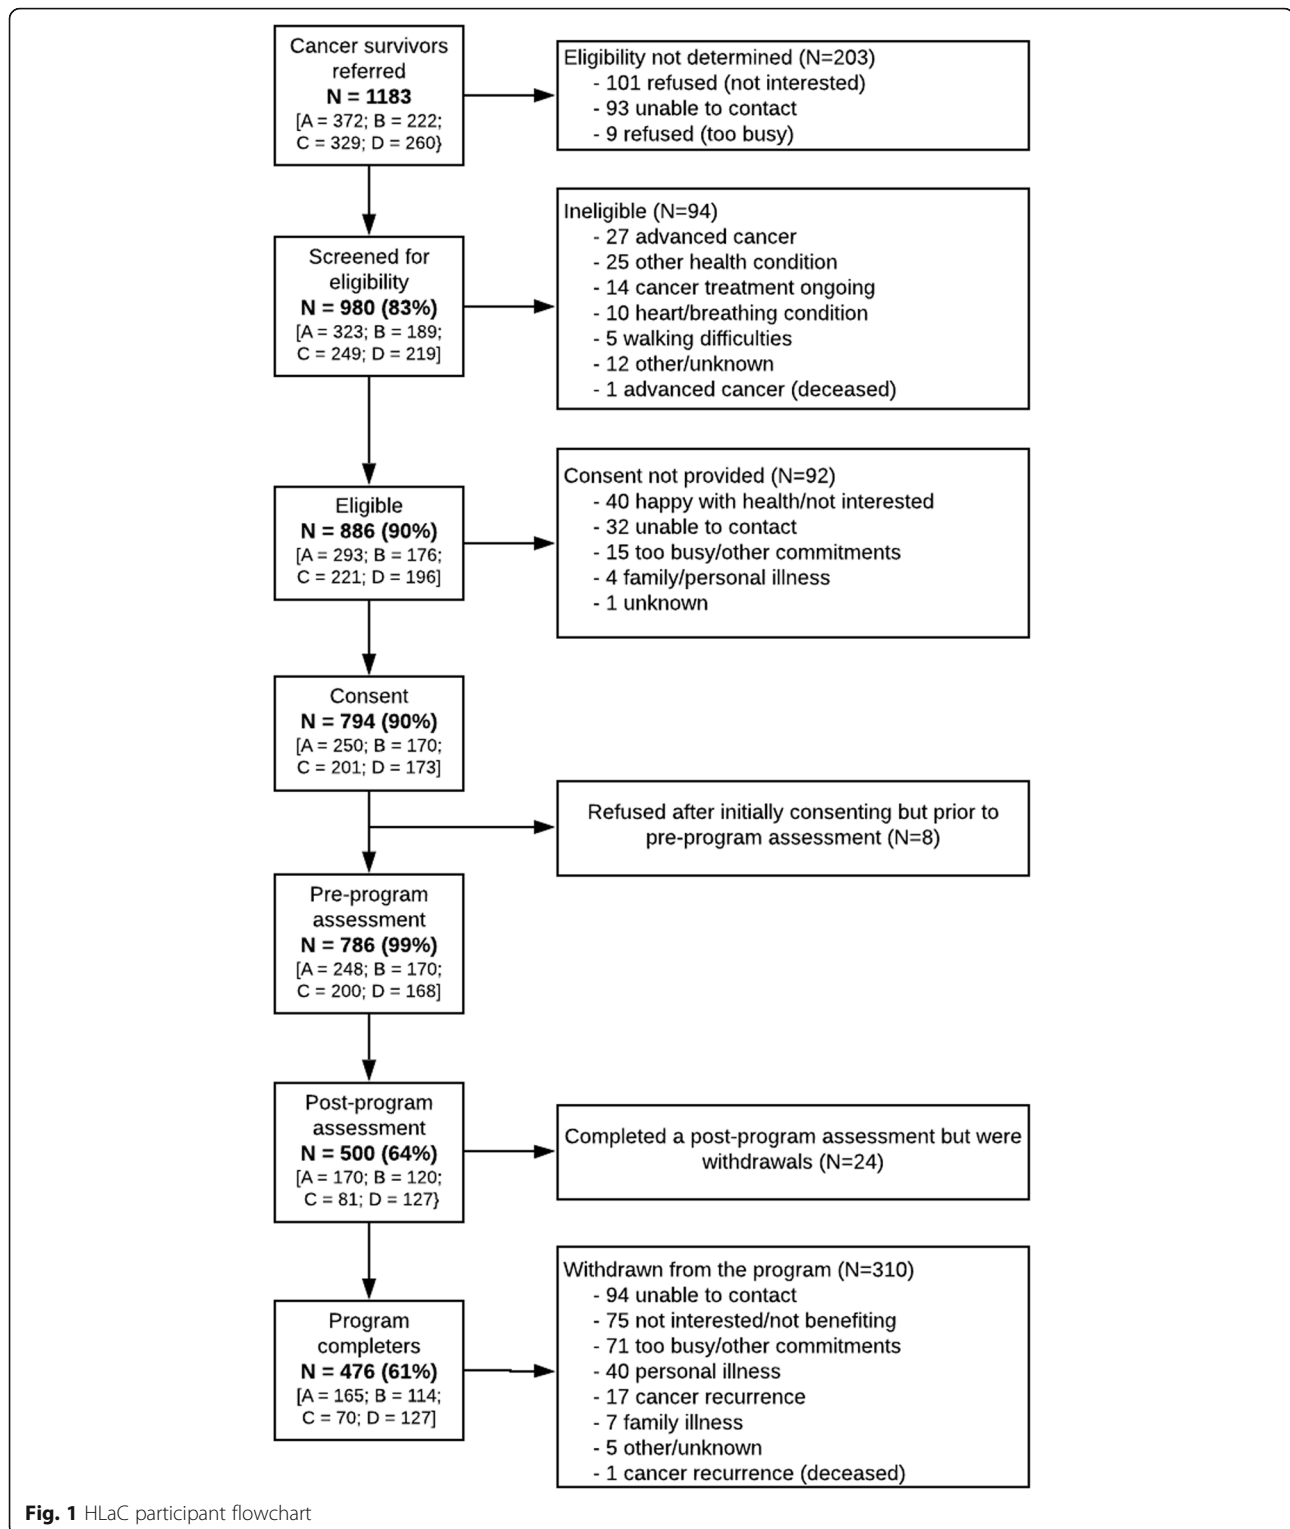 Cancer survivors
referred
N = 1183
[A = 372; B = 222;
C = 329; D = 260}
Eligibility not determined (N=203)
- 101 refused (not interested)
- 93 unable to contact
- 9 refused (too busy)
Screened for
eligibility
N = 980 (83%)
[A = 323; B = 189;
C = 249; D = 219]
Ineligible (N=94)
- 27 advanced cancer
- 25 other health condition
- 14 cancer treatment ongoing
- 10 heart/breathing condition
- 5 walking difficulties
- 12 other/unknown
- 1 advanced cancer (deceased)
Eligible
N = 886 (90%)
[A = 293; B = 176;
C = 221; D = 196]
Consent not provided (N=92)
- 40 happy with health/not interested
- 32 unable to contact
- 15 too busy/other commitments
- 4 family/personal illness
- 1 unknown
Consent
N = 794 (90%)
[A = 250; B = 170;
C = 201; D = 173]
Refused after initially consenting but prior to
pre-program assessment (N=8)
Pre-program
assessment
N = 786 (99%)
[A = 248; B = 170;
C = 200; D = 168]
Post-program
assessment
N = 500 (64%)
[A = 170; B = 120;
C = 81; D = 127}
Completed a post-program assessment but were
withdrawals (N=24)
Program
completers
N = 476 (61%)
[A = 165; B = 114;
C = 70; D = 127]
Withdrawn from the program (N=310)
- 94 unable to contact
- 75 not interested/not benefiting
- 71 too busy/other commitments
- 40 personal illness
- 17 cancer recurrence
- 7 family illness
- 5 other/unknown
- 1 cancer recurrence (deceased)
Fig. 1 HLaC participant flowchart